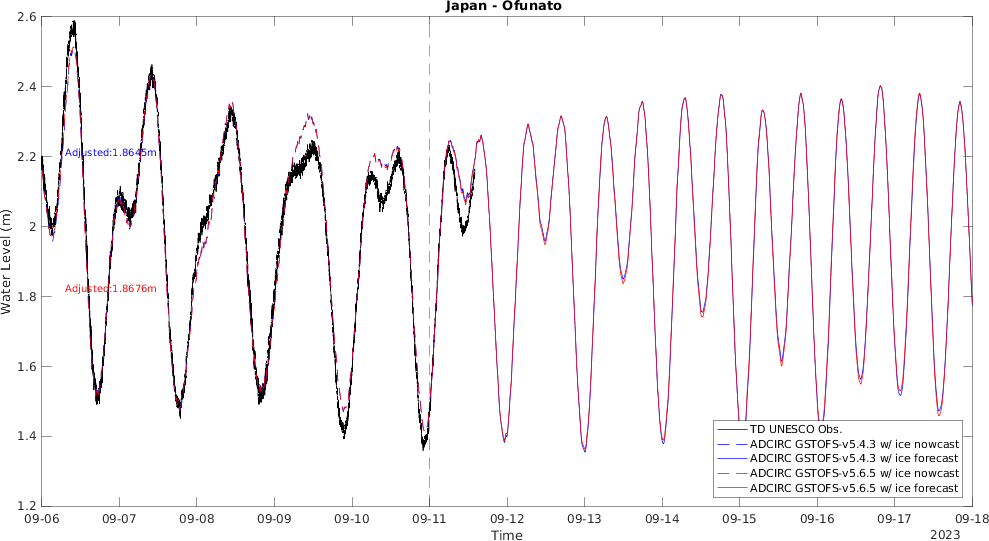 Japan - Ofunato
Water Level (m)
2.6
2.4
2.2
2
1.8
1.6
1.4
1.2
Adjusted:1.8645m
Adjusted:1.8676m
TD UNESCO Obs.
ADCIRC GSTOFS-v5.4.3 w/ ice nowcast
ADCIRC GSTOFS-v5.4.3 w/ ice forecast
ADCIRC GSTOFS-v5.6.5 w/ ice nowcast
ADCIRC GSTOFS-v5.6.5 w/ ice forecast
09-06 09-07 09-08 09-09 09-10 09-11 09-12 09-13 09-14 09-15 09-16 09-17 09-18
Time
2023